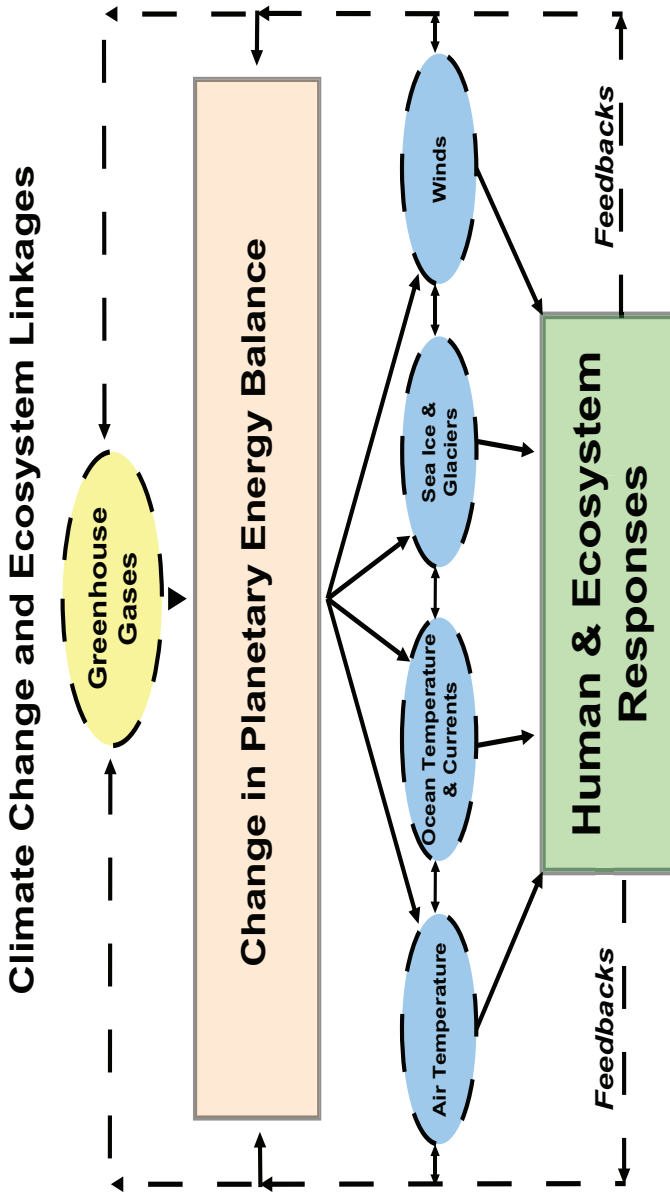 Climate Change and Ecosystem Linkages
Greenhouse
Gases
Change in Planetary Energy Balance
Air Temperature
Ocean Temperature
& Currents
Sea Ice &
Glaciers
Winds
Feedbacks
Human & Ecosystem
Responses
Feedbacks